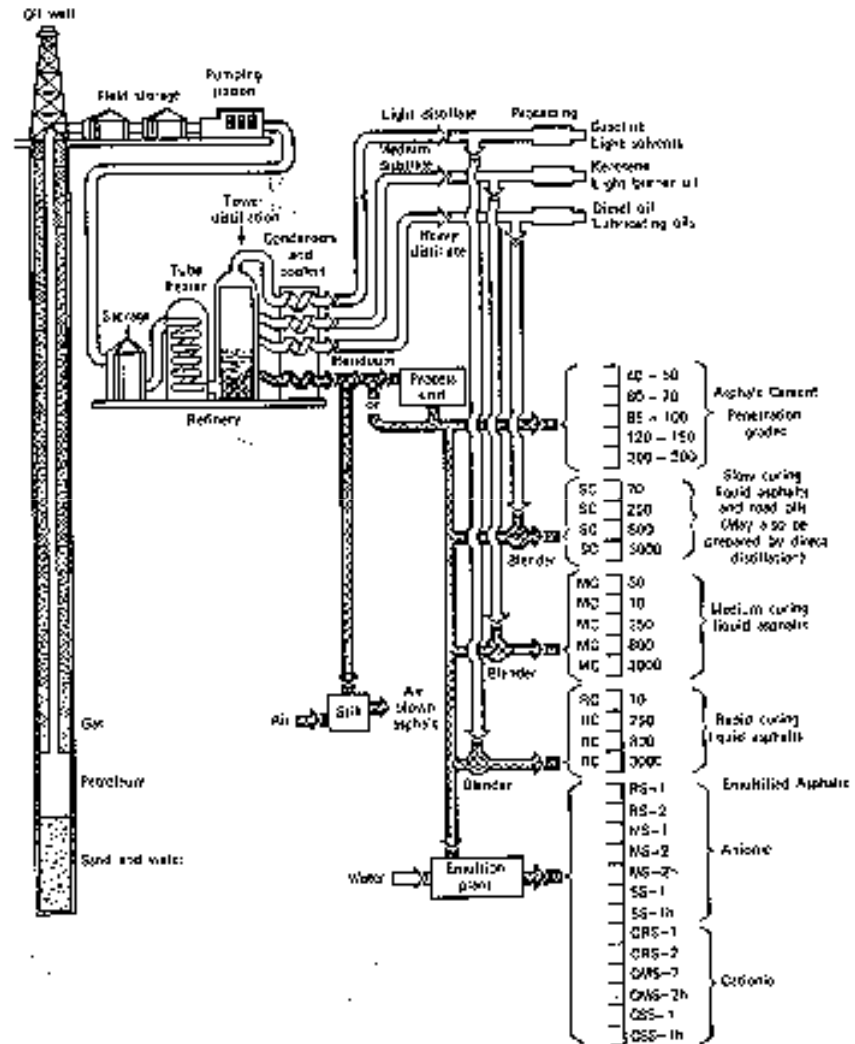 Oil well
Field storage
Pumping
station
Light distillate
Processing
Gasoline
Light solvents
Medium
distillate
Kerosene
Light burner oil
Diesel oil
Lubricating oils
Heavy
distillate
Tower
distillation
Condensers
and
coolers
Tube
heater
Storage
Residuum
Process
unit
or
Refinery
40 - 50
60 - 70
85 - 100
120 - 150
200 - 300
Asphalt Cement
Penetration
grades
SC 70
SC 250
SC 800
SC 3000
Slow curing
liquid asphalts
and road oils
(May also be
prepared by direct
distillation)
Blender
MC 30
MC 70
MC 250
MC 800
MC 3000
Medium curing
liquid asphalts
Blender
Air
Still
Air
blown
asphalt
RC 70
RC 250
RC 800
RC 3000
Rapid curing
liquid asphalts
Blender
Gas
Petroleum
Sand and water
Water
Emulsion
plant
Emulsified Asphalts
RS-1
RS-2
MS-1
MS-2
MS-2h
SS-1
SS-1h
Anionic
CRS-1
CRS-2
CMS-2
CMS-2h
CSS-1
CSS-1h
Cationic